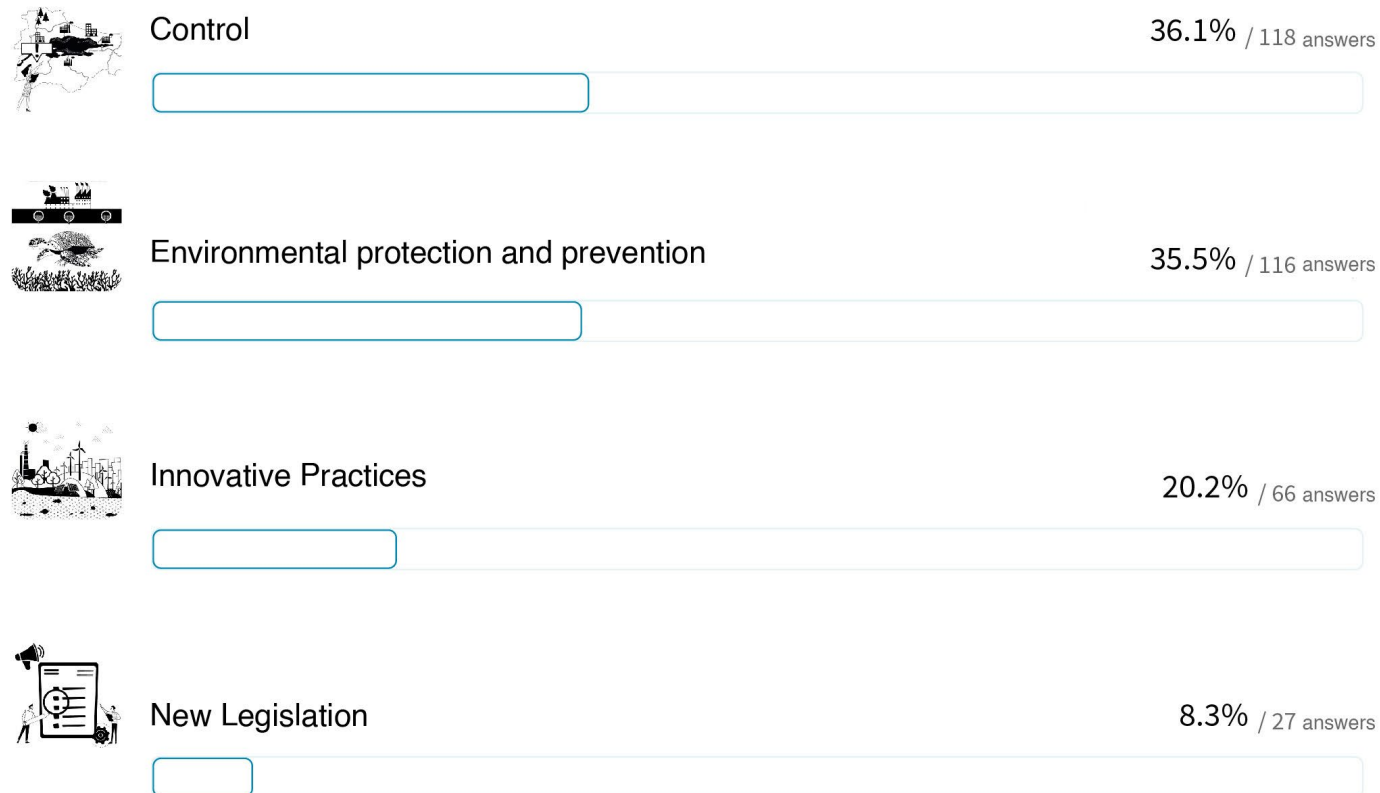 Control
36.1% / 118 answers
Environmental protection and prevention
35.5% / 116 answers
Innovative Practices
20.2% / 66 answers
New Legislation
8.3% / 27 answers